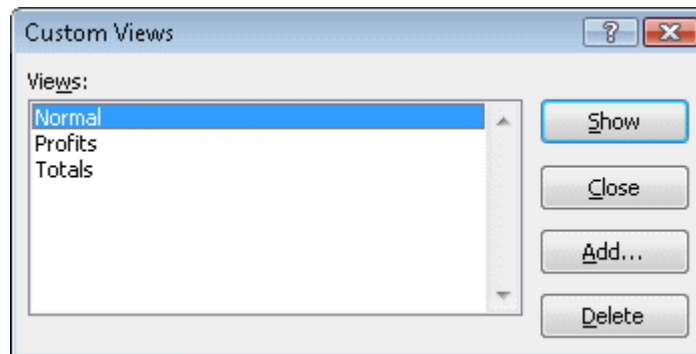 Custom Views
?
Views:
Normal
Profits
Totals
Show
Close
Add...
Delete